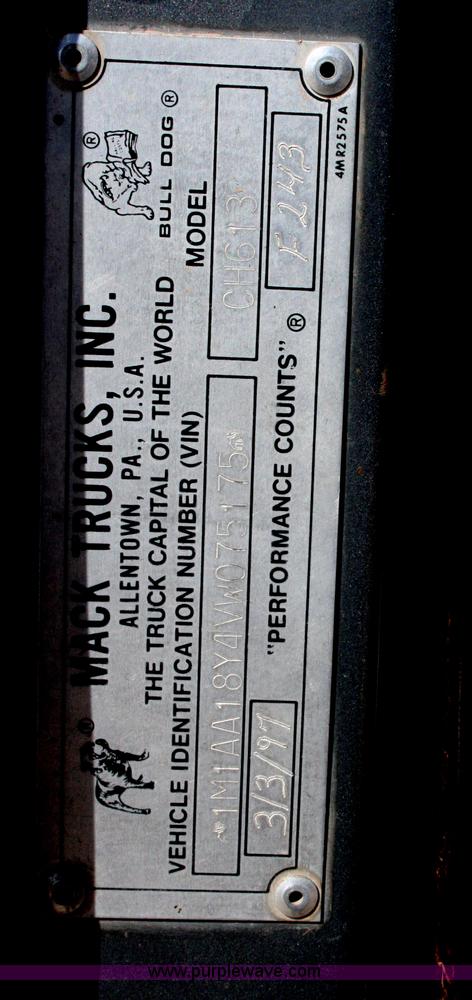 MACK TRUCKS, INC.
ALLENTOWN, PA., U.S.A.
THE TRUCK CAPITAL OF THE WORLD
BULL DOG ®
VEHICLE IDENTIFICATION NUMBER (VIN)
MODEL
1M1AA18Y4VW075175
CH613
3/3/97
"PERFORMANCE COUNTS" ®
F 243
4MR2575A
www.purplewave.com